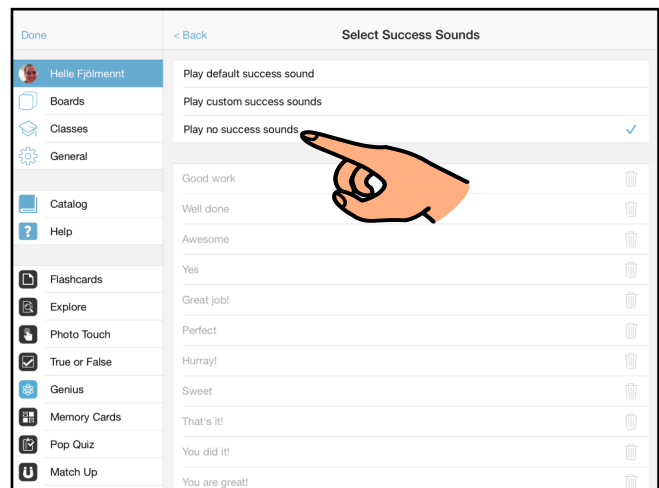 Done
Helle Fjölmennt
Boards
Classes
General
Catalog
?
Help
Flashcards
Explore
Photo Touch
True or False
Genius
Memory Cards
Pop Quiz
Match Up
< Back
Select Success Sounds
Play default success sound
Play custom success sounds
Play no success sounds
Good work
Well done
Awesome
Yes
Great job!
Perfect
Hurray!
Sweet
That's it!
You did it!
You are great!